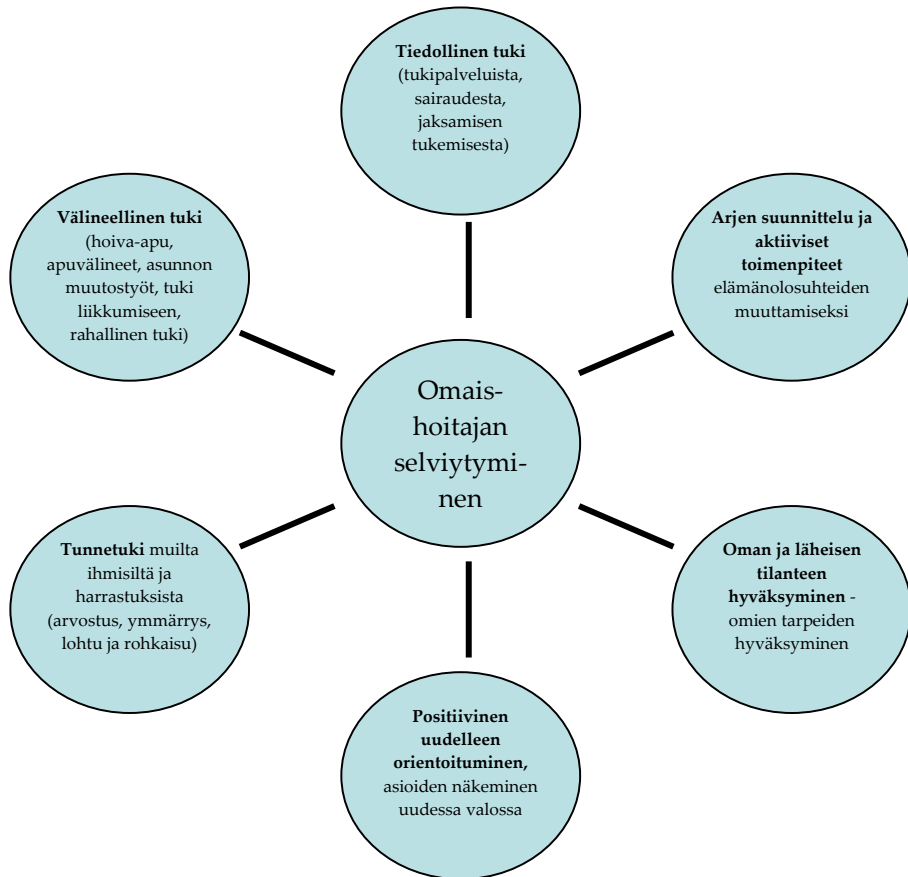 Tiedollinen tuki
(tukipalveluista,
sairaudesta,
jaksamisen
tukemisesta)
Välineellinen tuki
(hoiva-apu,
apuvälineet, asunnon
muutostyöt, tuki
liikkumiseen,
rahallinen tuki)
Arjen suunnittelu ja
aktiiviset
toimenpiteet
elämänolosuhteiden
muuttamiseksi
Omais-
hoitajan
selviytymi-
nen
Tunnetuki muilta
ihmisiltä ja
harrastuksista
(arvostus, ymmärrys,
lohtu ja rohkaisu)
Oman ja läheisen
tilanteen
hyväksyminen -
omien tarpeiden
hyväksyminen
Positiivinen
uudelleen
orientoituminen,
asioiden näkeminen
uudessa valossa